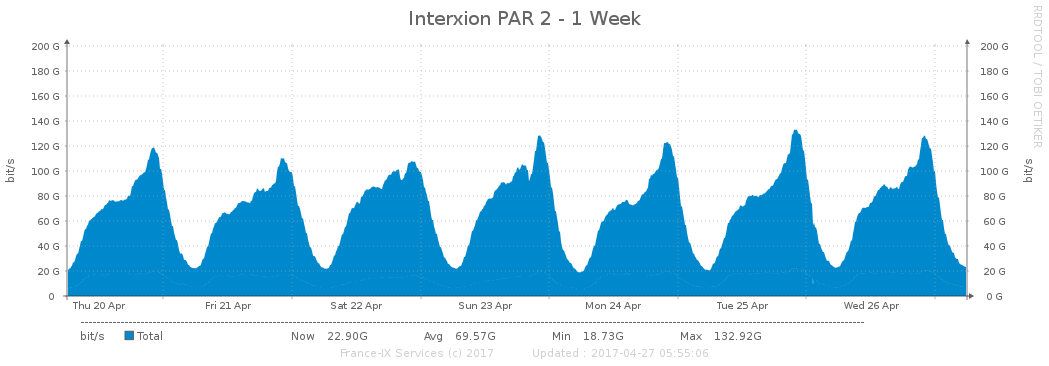 Interxion PAR 2 - 1 Week
RRDTOOL / TOBI OETIKER
bit/s
200 G 200 G
180 G 180 G
160 G 160 G
140 G 140 G
120 G 120 G
100 G 100 G
80 G 80 G
60 G 60 G
40 G 40 G
20 G 20 G
0 0 G
bit/s
Thu 20 Apr Fri 21 Apr Sat 22 Apr Sun 23 Apr Mon 24 Apr Tue 25 Apr Wed 26 Apr
bit/s Total Now 22.90G Avg 69.57G Min 18.73G Max 132.92G
France-IX Services (c) 2017 Updated : 2017-04-27 05:55:06